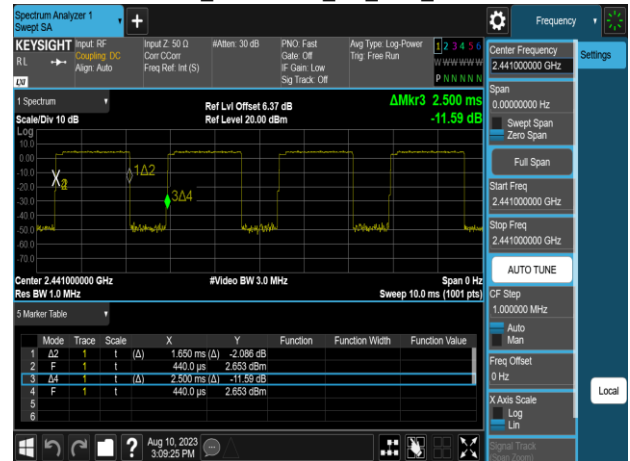 Spectrum Analyzer 1
Swept SA
+
Frequency
KEYSIGHT
RL
LXI
Input: RF
Coupling: DC
Align: Auto
Input Z: 50 Ω
Corr CCorr
Freq Ref: Int (S)
#Atten: 30 dB
PNO: Fast
Gate: Off
IF Gain: Low
Sig Track: Off
Avg Type: Log-Power
Trig: Free Run
1 2 3 4 5 6
W W W W W W
P N N N N N
1 Spectrum
Scale/Div 10 dB
Ref Lvl Offset 6.37 dB
Ref Level 20.00 dBm
ΔMkr3 2.500 ms
-11.59 dB
Log
10.0
0.00
-10.0
-20.0
-30.0
-40.0
-50.0
-60.0
-70.0
1Δ2
3Δ4
Center 2.441000000 GHz
#Video BW 3.0 MHz
Span 0 Hz
Res BW 1.0 MHz
Sweep 10.0 ms (1001 pts)
5 Marker Table
Mode Trace Scale X Y Function Function Width Function Value
1 Δ2 1 t (Δ) 1.650 ms (Δ) -2.086 dB
2 F 1 t 440.0 µs 2.653 dBm
3 Δ4 1 t (Δ) 2.500 ms (Δ) -11.59 dB
4 F 1 t 440.0 µs 2.653 dBm
5
6
?
Aug 10, 2023
3:09:25 PM
Center Frequency
2.441000000 GHz
Span
0.00000000 Hz
Swept Span
Zero Span
Full Span
Start Freq
2.441000000 GHz
Stop Freq
2.441000000 GHz
AUTO TUNE
CF Step
1.000000 MHz
Auto
Man
Freq Offset
0 Hz
X Axis Scale
Log
Lin
Signal Track
(Span Zoom)
Settings
Local